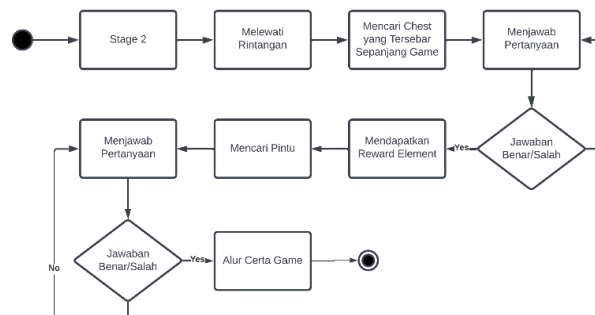 Stage 2
Melewati
Rintangan
Mencari Chest
yang Tersebar
Sepanjang Game
Menjawab
Pertanyaan
Menjawab
Pertanyaan
Mencari Pintu
Mendapatkan
Reward Element
Yes
Jawaban
Benar/Salah
Jawaban
Benar/Salah
Yes
Alur Certa Game
No